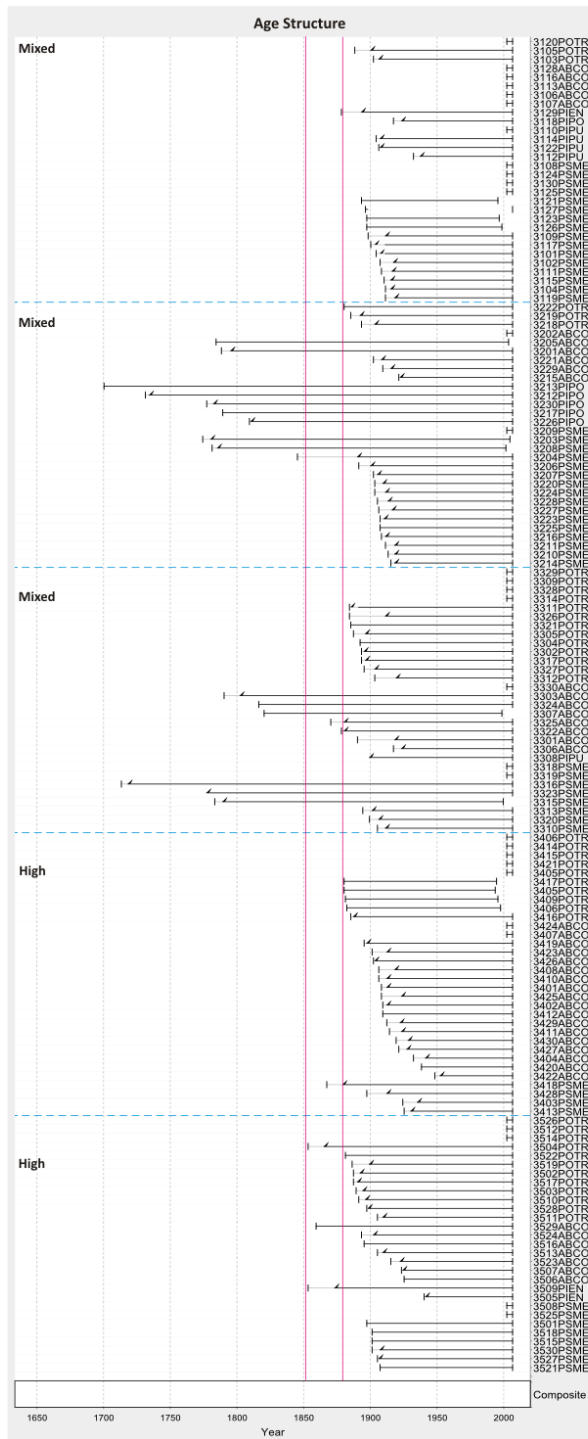 Age Structure
Mixed
3120POTR
3105POTR
3103POTR
3128ABCO
3116ABCO
3113ABCO
3106ABCO
3107ABCO
3129PIEN
3118PIPO
3110PIPU
3114PIPU
3122PIPU
3112PIPU
3108PSME
3124PSME
3130PSME
3125PSME
3121PSME
3127PSME
3123PSME
3126PSME
3109PSME
3117PSME
3101PSME
3102PSME
3111PSME
3115PSME
3104PSME
3119PSME
Mixed
3222POTR
3219POTR
3218POTR
3202ABCO
3205ABCO
3201ABCO
3221ABCO
3229ABCO
3215ABCO
3213PIPO
3212PIPO
3230PIPO
3217PIPO
3226PIPO
3209PSME
3203PSME
3208PSME
3204PSME
3206PSME
3207PSME
3220PSME
3224PSME
3228PSME
3227PSME
3223PSME
3225PSME
3216PSME
3211PSME
3210PSME
3214PSME
Mixed
3329POTR
3309POTR
3328POTR
3314POTR
3311POTR
3326POTR
3321POTR
3305POTR
3304POTR
3302POTR
3317POTR
3327POTR
3312POTR
3330ABCO
3303ABCO
3324ABCO
3307ABCO
3325ABCO
3322ABCO
3301ABCO
3306ABCO
3308PIPU
3318PSME
3319PSME
3316PSME
3323PSME
3315PSME
3313PSME
3320PSME
3310PSME
High
3406POTR
3414POTR
3415POTR
3421POTR
3405POTR
3417POTR
3405POTR
3409POTR
3406POTR
3416POTR
3424ABCO
3407ABCO
3419ABCO
3423ABCO
3426ABCO
3408ABCO
3410ABCO
3401ABCO
3425ABCO
3402ABCO
3412ABCO
3429ABCO
3411ABCO
3430ABCO
3427ABCO
3404ABCO
3420ABCO
3422ABCO
3418PSME
3428PSME
3403PSME
3413PSME
High
3526POTR
3512POTR
3514POTR
3504POTR
3522POTR
3519POTR
3502POTR
3517POTR
3503POTR
3510POTR
3528POTR
3511POTR
3529ABCO
3524ABCO
3516ABCO
3513ABCO
3523ABCO
3507ABCO
3506ABCO
3509PIEN
3505PIEN
3508PSME
3525PSME
3501PSME
3518PSME
3515PSME
3530PSME
3527PSME
3521PSME
Composite
1650 1700 1750 1800 1850 1900 1950 2000
Year